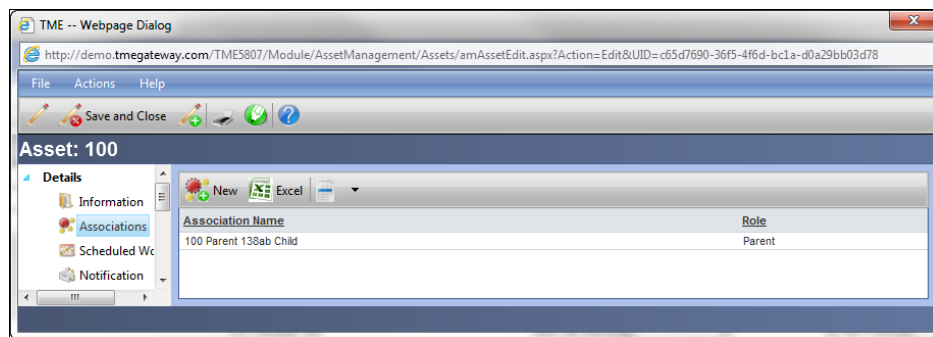 TME -- Webpage Dialog
http://demo.tmegateway.com/TME5807/Module/AssetManagement/Assets/amAssetEdit.aspx?Action=Edit&UID=c65d7690-36f5-4f6d-bc1a-d0a29bb03d78
File Actions Help
Save and Close
Asset: 100
Details
Information
Associations
Scheduled Wc
Notification
New Excel
Association Name Role
100 Parent 138ab Child Parent